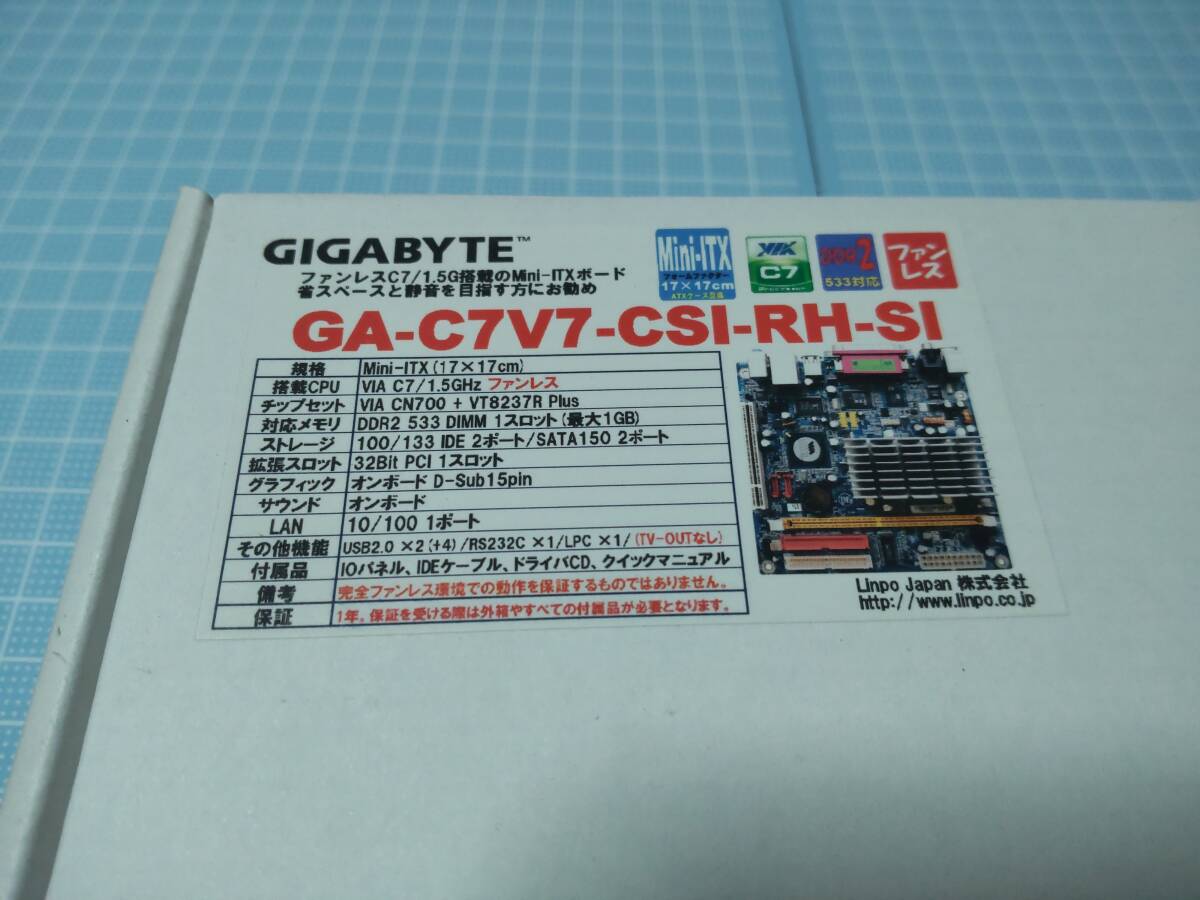 GIGABYTE™
ファンレスC7/1.5G搭載のMini-ITXボード
省スペースと静音を目指す方にお勧め
Mini-ITX
フォームファクター
17×17cm
ATXケース互換
VIA
C7
DDR2
533対応
ファン
レス
GA-C7V7-CSI-RH-SI
規格 Mini-ITX(17×17cm)
搭載CPU VIA C7/1.5GHz ファンレス
チップセット VIA CN700 + VT8237R Plus
対応メモリ DDR2 533 DIMM 1スロット(最大1GB)
ストレージ 100/133 IDE 2ポート/SATA150 2ポート
拡張スロット 32Bit PCI 1スロット
グラフィック オンボード D-Sub15pin
サウンド オンボード
LAN 10/100 1ポート
その他機能 USB2.0 ×2(+4)/RS232C ×1/LPC ×1/(TV-OUTなし)
付属品 IOパネル、IDEケーブル、ドライバCD、クイックマニュアル
備考 完全ファンレス環境での動作を保証するものではありません。
保証 1年。保証を受ける際は外箱やすべての付属品が必要となります。
Linpo Japan 株式会社
http://www.linpo.co.jp